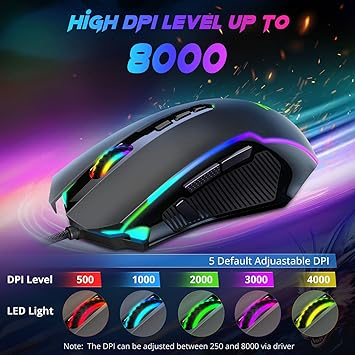 HIGH DPI LEVEL UP TO
8000
5 Default Adjuastable DPI
DPI Level 500 1000 2000 3000 4000
LED Light
Note: The DPI can be adjusted between 250 and 8000 via driver